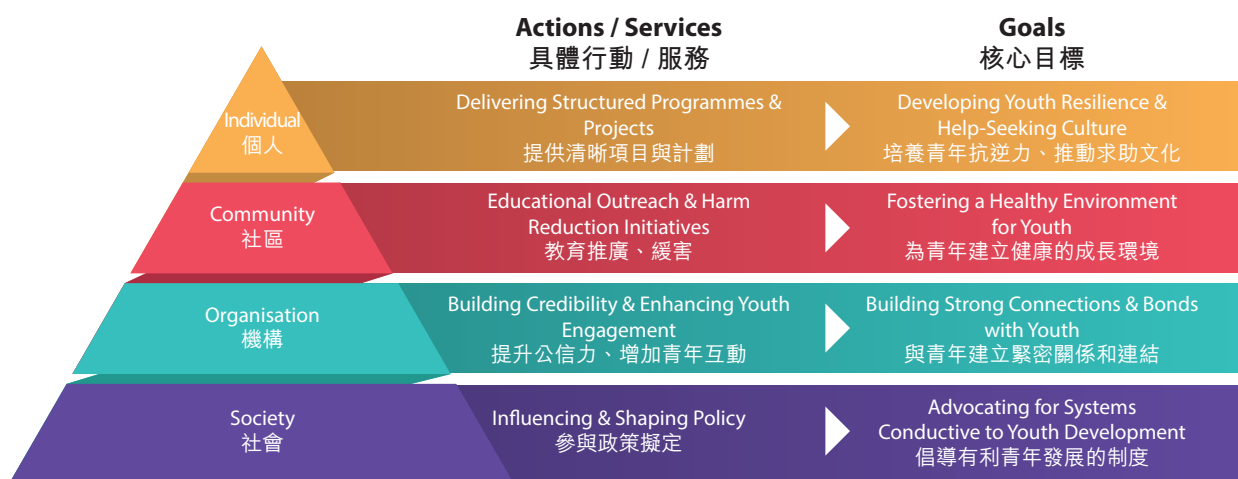 Actions / Services
具體行動 / 服務
Goals
核心目標
Individual
個人
Delivering Structured Programmes &
Projects
提供清晰項目與計劃
Developing Youth Resilience &
Help-Seeking Culture
培養青年抗逆力、推動求助文化
Community
社區
Educational Outreach & Harm
Reduction Initiatives
教育推廣、緩害
Fostering a Healthy Environment
for Youth
為青年建立健康的成長環境
Organisation
機構
Building Credibility & Enhancing Youth
Engagement
提升公信力、增加青年互動
Building Strong Connections & Bonds
with Youth
與青年建立緊密關係和連結
Society
社會
Influencing & Shaping Policy
參與政策擬定
Advocating for Systems
Conductive to Youth Development
倡導有利青年發展的制度